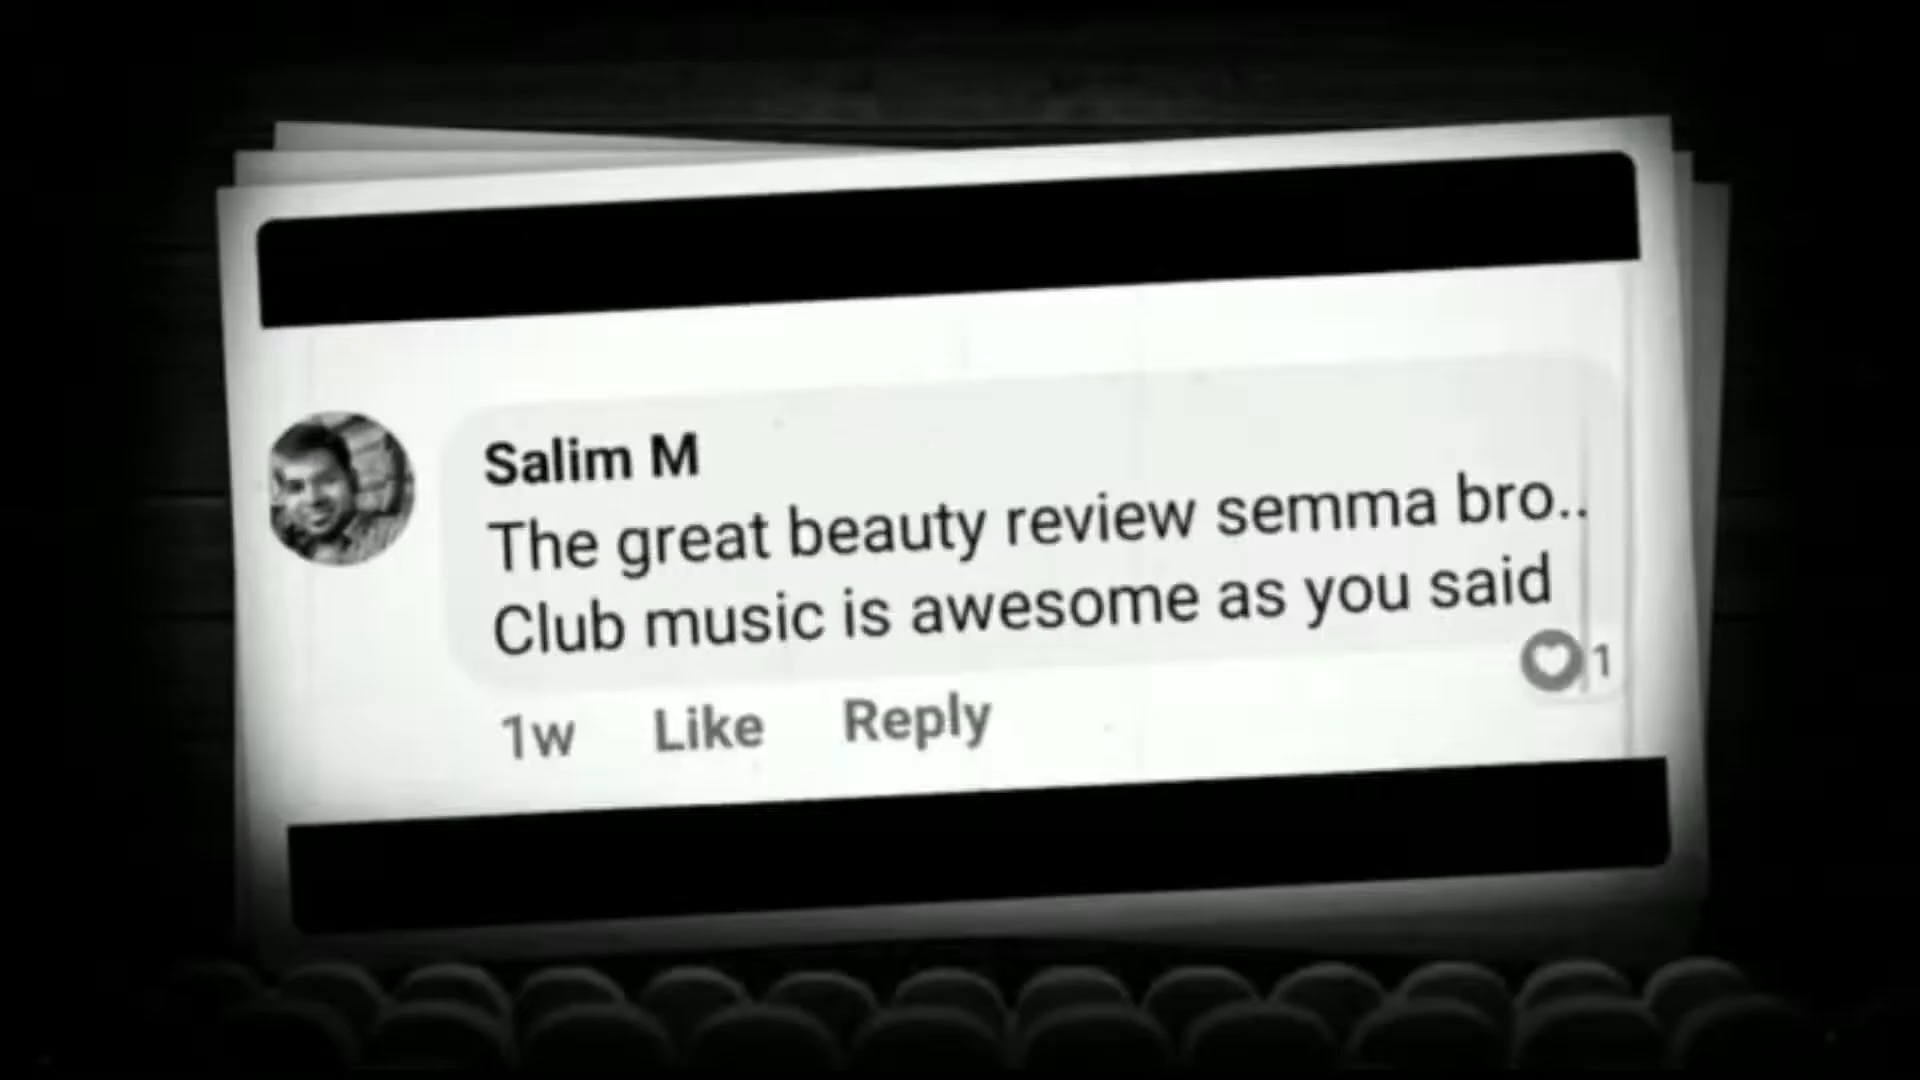 Salim M
The great beauty review semma bro..
Club music is awesome as you said
1
1w Like Reply